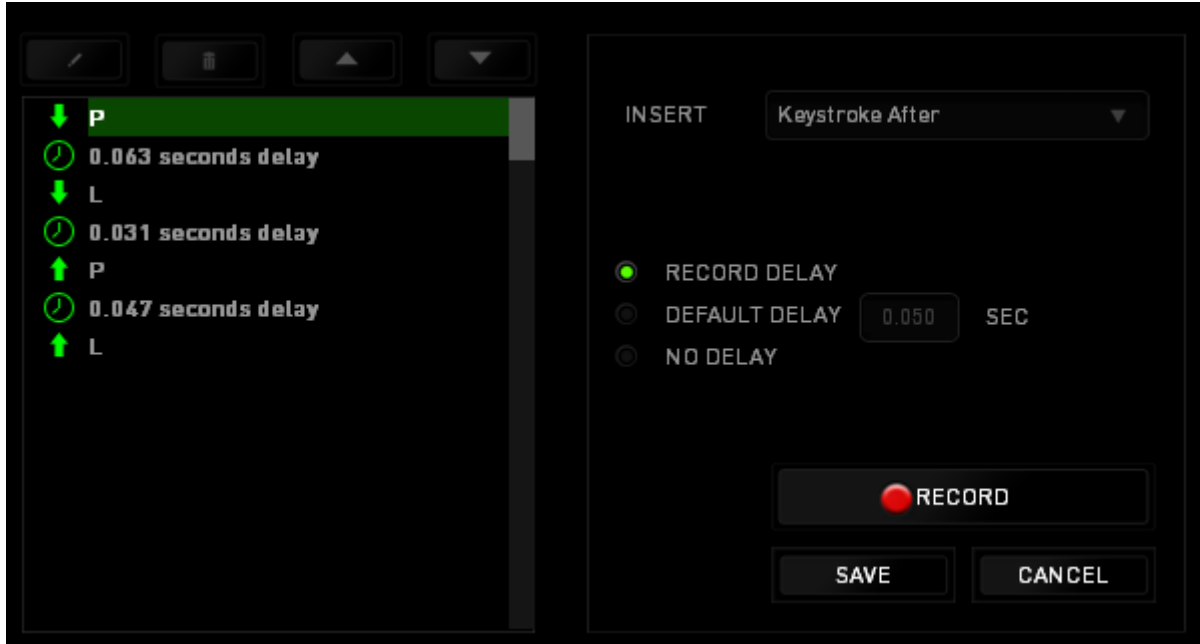 P
0.063 seconds delay
L
0.031 seconds delay
P
0.047 seconds delay
L
INSERT Keystroke After
RECORD DELAY
DEFAULT DELAY 0.050 SEC
NO DELAY
RECORD
SAVE CANCEL